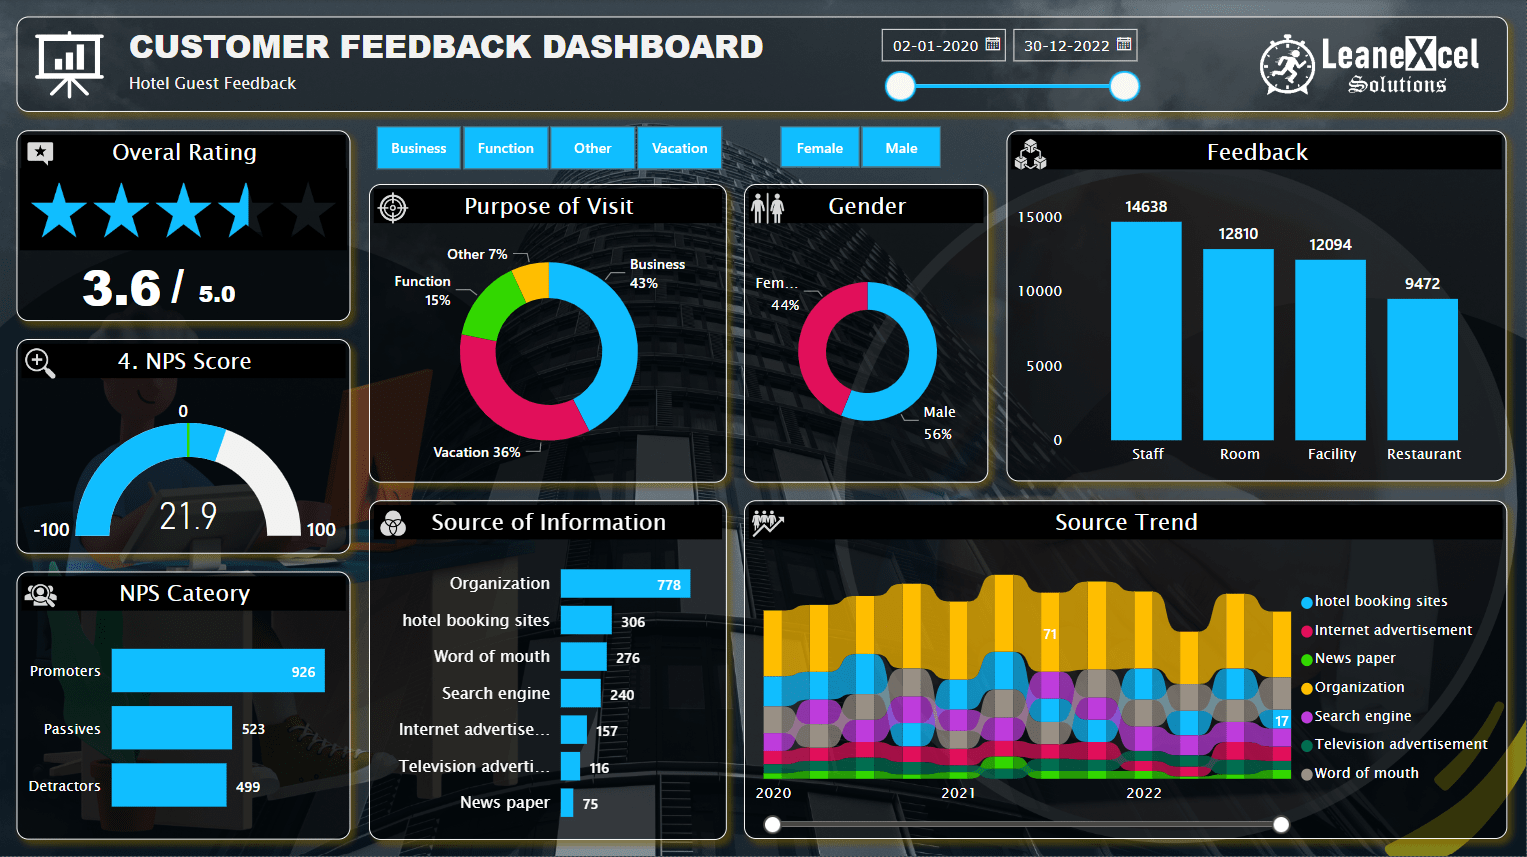 CUSTOMER FEEDBACK DASHBOARD
Hotel Guest Feedback
02-01-2020
30-12-2022
LeaneXcel
Solutions
Overal Rating
3.6 / 5.0
4. NPS Score
0
-100
21.9
100
NPS Cateory
Promoters 926
Passives 523
Detractors 499
Business
Function
Other
Vacation
Female
Male
Purpose of Visit
Other 7%
Business
43%
Function
15%
Vacation 36%
Gender
Fem...
44%
Male
56%
Feedback
15000
10000
5000
0
14638
12810
12094
9472
Staff
Room
Facility
Restaurant
Source of Information
Organization 778
hotel booking sites 306
Word of mouth 276
Search engine 240
Internet advertise... 157
Television adverti... 116
News paper 75
Source Trend
71
17
2020
2021
2022
hotel booking sites
Internet advertisement
News paper
Organization
Search engine
Television advertisement
Word of mouth